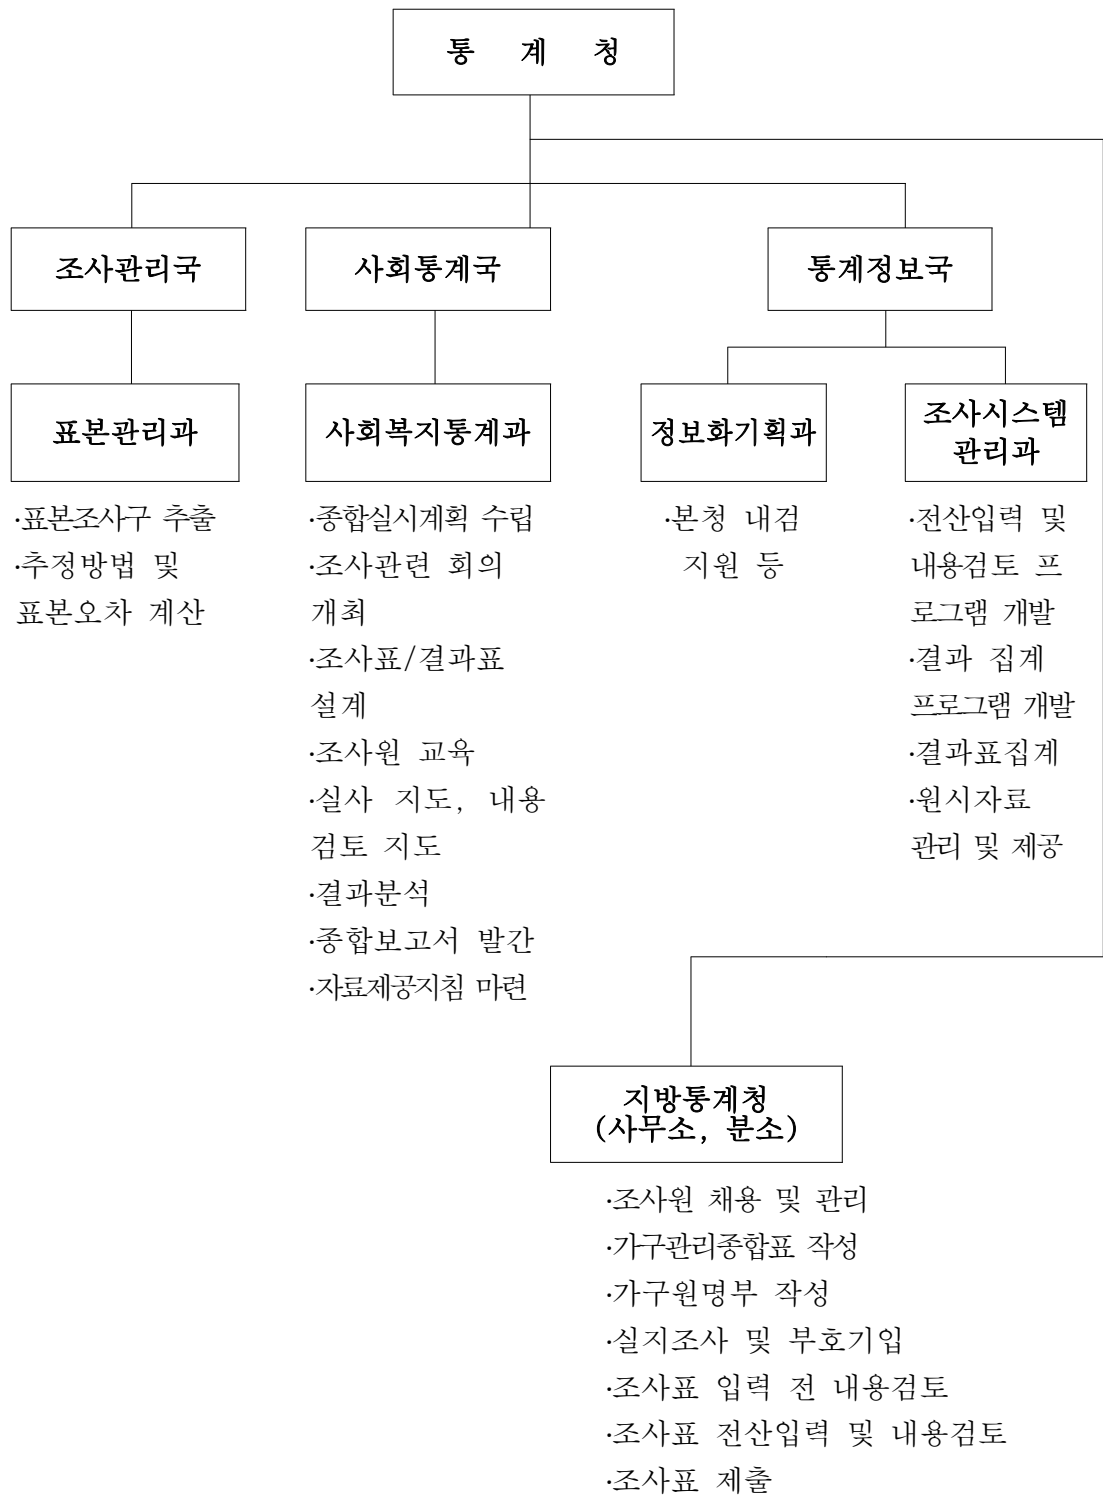 통 계 청
조사관리국
사회통계국
통계정보국
표본관리과
사회복지통계과
정보화기획과
조사시스템
관리과
·표본조사구 추출
·추정방법 및
표본오차 계산
·종합실시계획 수립
·조사관련 회의
개최
·조사표/결과표
설계
·조사원 교육
·실사 지도, 내용
검토 지도
·결과분석
·종합보고서 발간
·자료제공지침 마련
·본청 내검
지원 등
·전산입력 및
내용검토 프
로그램 개발
·결과 집계
프로그램 개발
·결과표집계
·원시자료
관리 및 제공
지방통계청
(사무소, 분소)
·조사원 채용 및 관리
·가구관리종합표 작성
·가구원명부 작성
·실지조사 및 부호기입
·조사표 입력 전 내용검토
·조사표 전산입력 및 내용검토
·조사표 제출